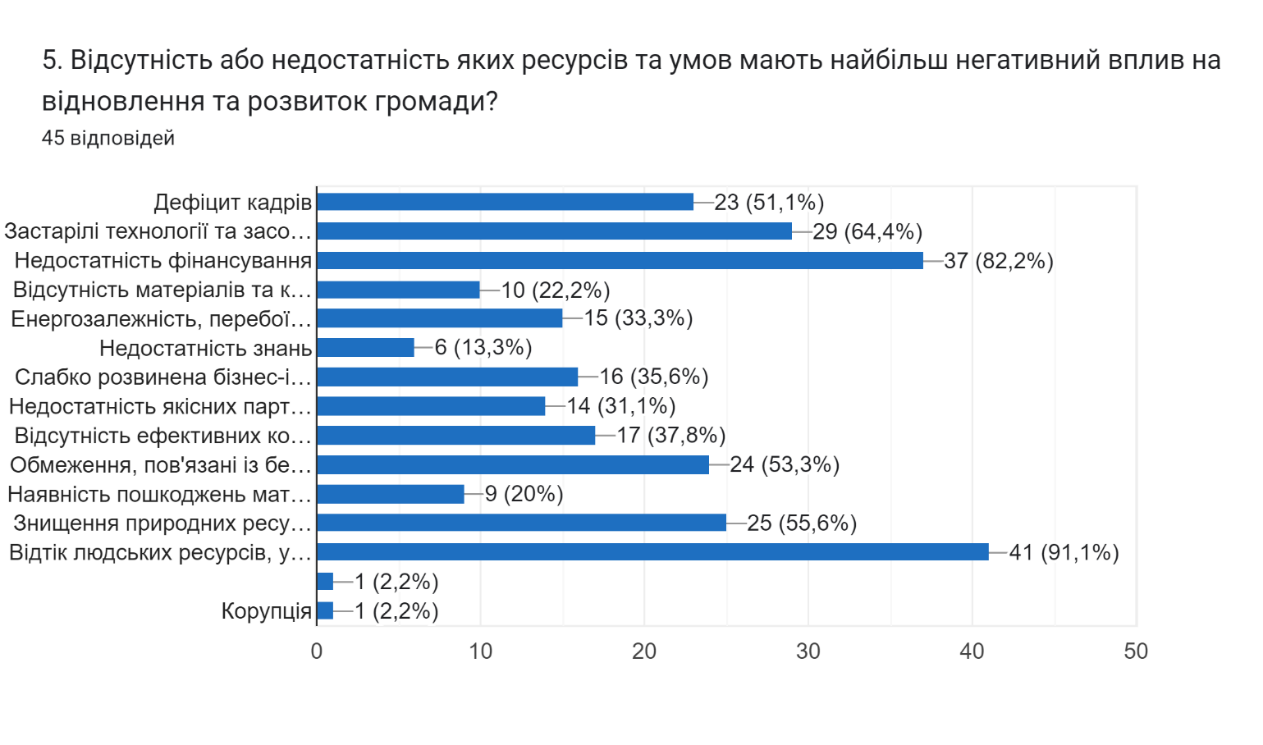 5. Відсутність або недостатність яких ресурсів та умов мають найбільш негативний вплив на
відновлення та розвиток громади?
45 відповідей
Дефіцит кадрів 23 (51,1%)
Застарілі технології та засо… 29 (64,4%)
Недостатність фінансування 37 (82,2%)
Відсутність матеріалів та к… 10 (22,2%)
Енергозалежність, перебої… 15 (33,3%)
Недостатність знань 6 (13,3%)
Слабко розвинена бізнес-і… 16 (35,6%)
Недостатність якісних парт… 14 (31,1%)
Відсутність ефективних ко… 17 (37,8%)
Обмеження, пов'язані із бе… 24 (53,3%)
Наявність пошкоджень мат… 9 (20%)
Знищення природних ресу… 25 (55,6%)
Відтік людських ресурсів, у… 41 (91,1%)
1 (2,2%)
Корупція 1 (2,2%)
0 10 20 30 40 50